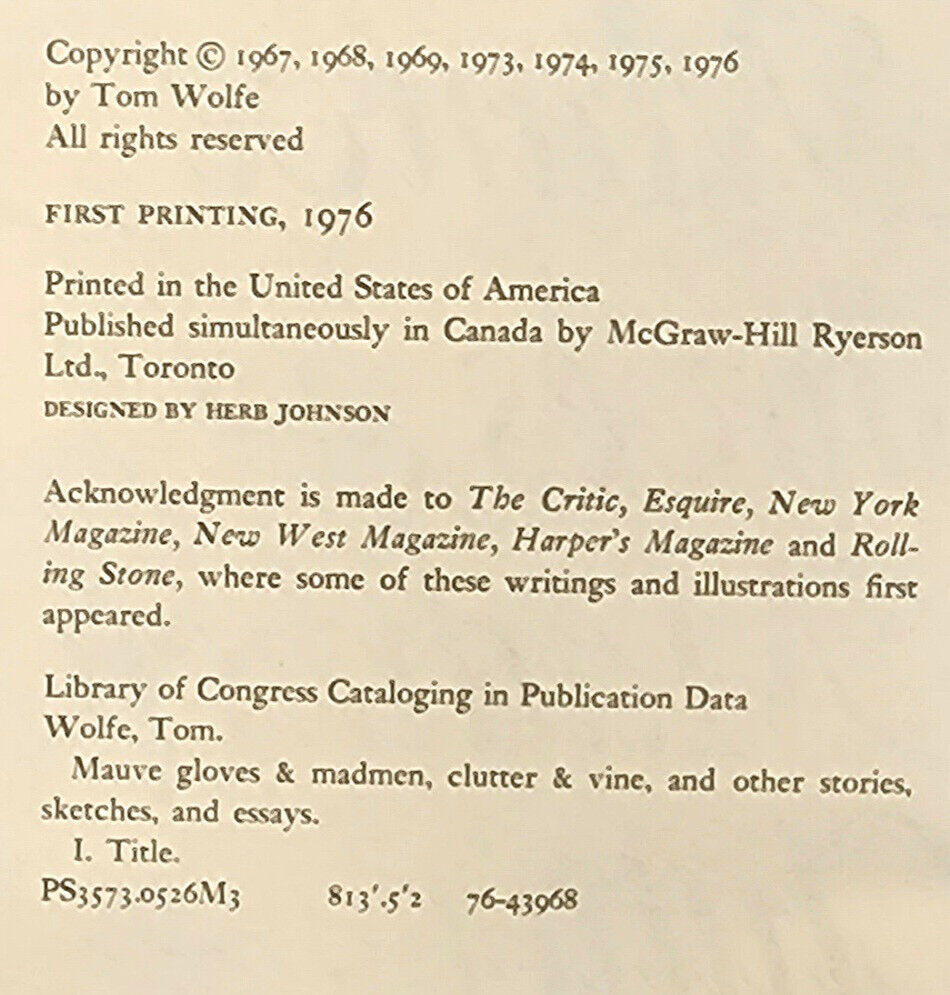 Copyright © 1967, 1968, 1969, 1973, 1974, 1975, 1976
by Tom Wolfe
All rights reserved
FIRST PRINTING, 1976
Printed in the United States of America
Published simultaneously in Canada by McGraw-Hill Ryerson
Ltd., Toronto
DESIGNED BY HERB JOHNSON
Acknowledgment is made to The Critic, Esquire, New York
Magazine, New West Magazine, Harper's Magazine and Roll-
ing Stone, where some of these writings and illustrations first
appeared.
Library of Congress Cataloging in Publication Data
Wolfe, Tom.
Mauve gloves & madmen, clutter & vine, and other stories,
sketches, and essays.
I. Title.
PS3573.0526M3 813'.5'2 76-43968